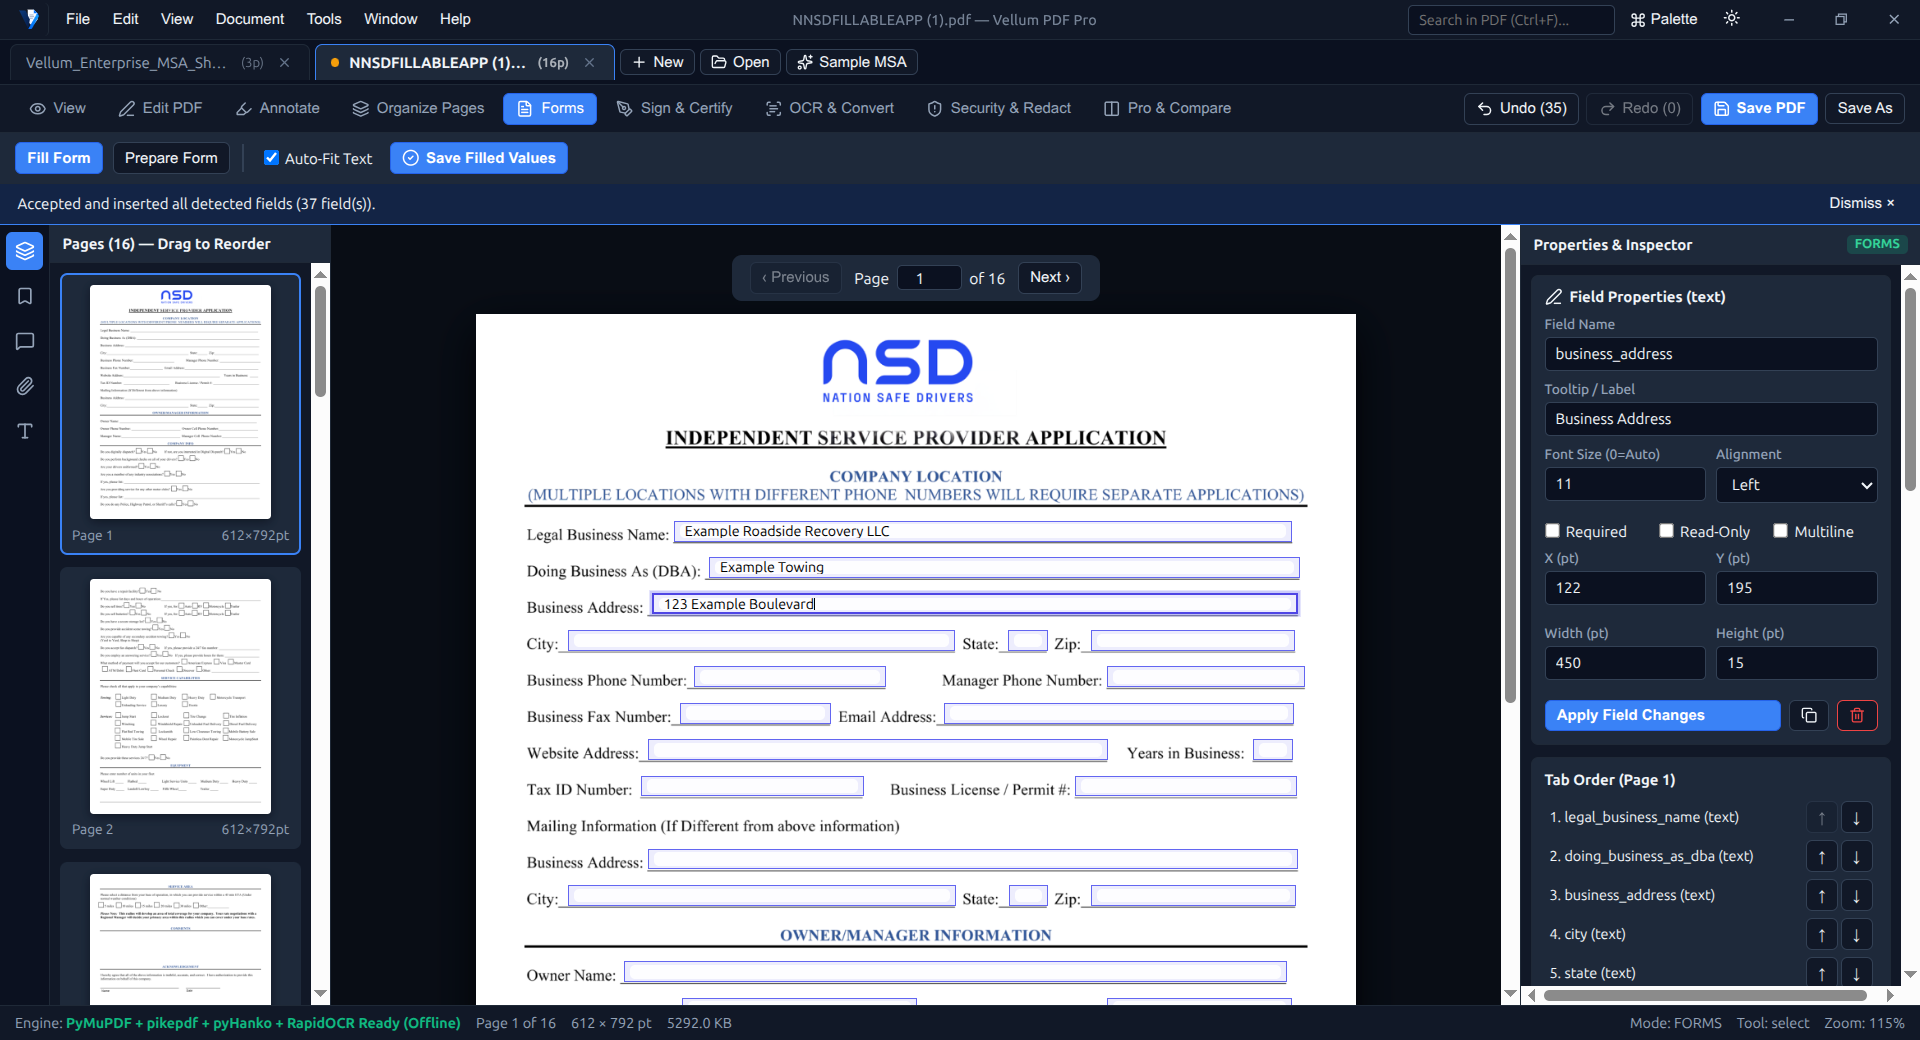 File Edit View Document Tools Window Help
NNSDFILLABLEAPP (1).pdf — Vellum PDF Pro
Search in PDF (Ctrl+F)...
Palette
Vellum_Enterprise_MSA_Sh... (3p)
NNSDFILLABLEAPP (1)... (16p)
New
Open
Sample MSA
View
Edit PDF
Annotate
Organize Pages
Forms
Sign & Certify
OCR & Convert
Security & Redact
Pro & Compare
Undo (35)
Redo (0)
Save PDF
Save As
Fill Form
Prepare Form
Auto-Fit Text
Save Filled Values
Accepted and inserted all detected fields (37 field(s)).
Dismiss ×
Pages (16) — Drag to Reorder
Page 1 612×792pt
Page 2 612×792pt
‹ Previous
Page 1 of 16
Next ›
NSD
NATION SAFE DRIVERS
INDEPENDENT SERVICE PROVIDER APPLICATION
COMPANY LOCATION
(MULTIPLE LOCATIONS WITH DIFFERENT PHONE NUMBERS WILL REQUIRE SEPARATE APPLICATIONS)
Legal Business Name: Example Roadside Recovery LLC
Doing Business As (DBA): Example Towing
Business Address: 123 Example Boulevard
City: State: Zip:
Business Phone Number: Manager Phone Number:
Business Fax Number: Email Address:
Website Address: Years in Business:
Tax ID Number: Business License / Permit #:
Mailing Information (If Different from above information)
Business Address:
City: State: Zip:
OWNER/MANAGER INFORMATION
Owner Name:
Properties & Inspector
FORMS
Field Properties (text)
Field Name
business_address
Tooltip / Label
Business Address
Font Size (0=Auto) Alignment
11 Left
Required Read-Only Multiline
X (pt) Y (pt)
122 195
Width (pt) Height (pt)
450 15
Apply Field Changes
Tab Order (Page 1)
1. legal_business_name (text) ↑ ↓
2. doing_business_as_dba (text) ↑ ↓
3. business_address (text) ↑ ↓
4. city (text) ↑ ↓
5. state (text) ↑ ↓
Engine: PyMuPDF + pikepdf + pyHanko + RapidOCR Ready (Offline)
Page 1 of 16
612 × 792 pt
5292.0 KB
Mode: FORMS
Tool: select
Zoom: 115%